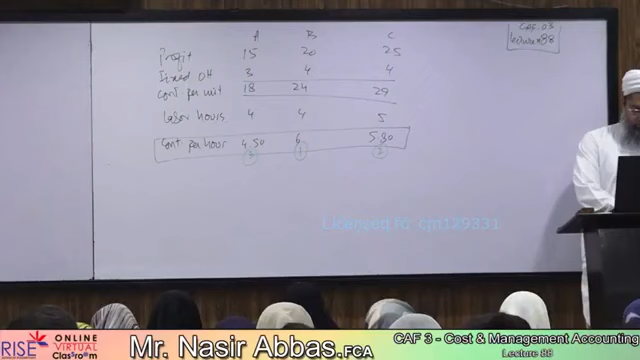 CAF-03
Lecture 88
A B C
Profit 15 20 25
Fixed OH 3 4 4
Cont per unit 18 24 29
Labor hours 4 4 5
Cont per hour 4.50 6 5.80
3 1 2
Licensed to cm129331
RISE ONLINE VIRTUAL Classroom
Mr. Nasir Abbas.FCA
CAF 3 - Cost & Management Accounting
Lecture 88